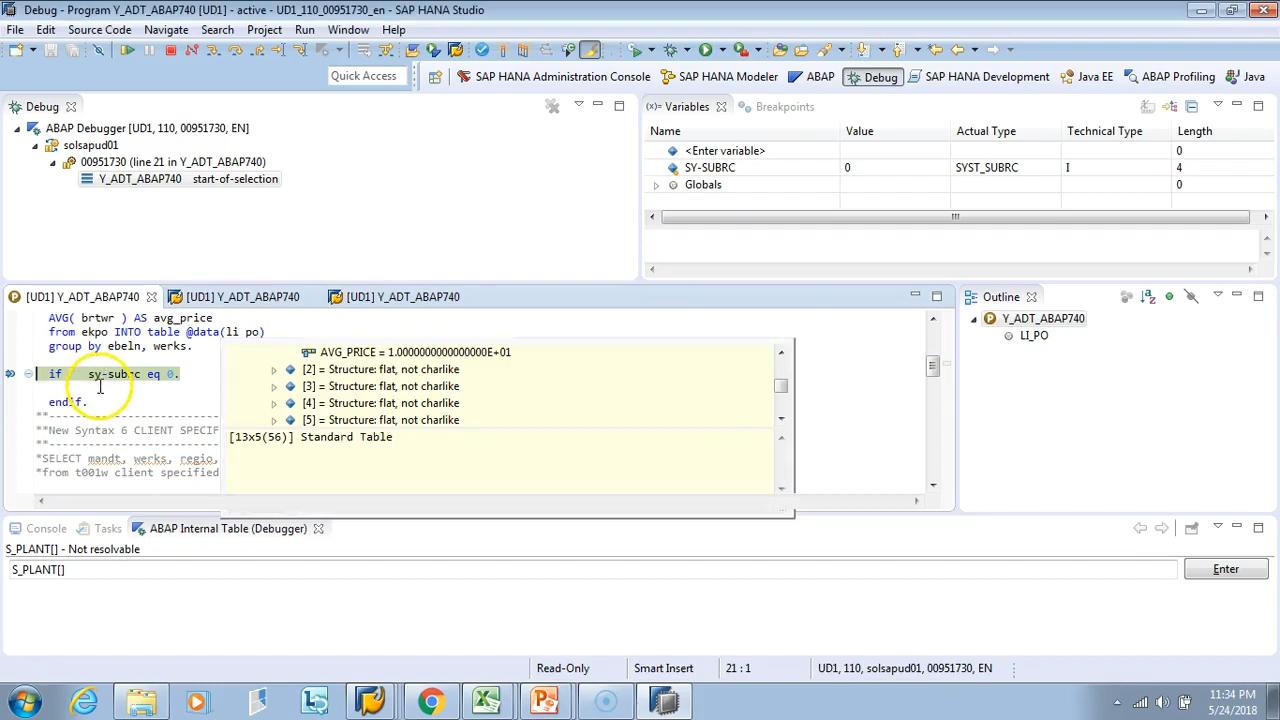 Debug - Program Y_ADT_ABAP740 [UD1] - active - UD1_110_00951730_en - SAP HANA Studio
File Edit Source Code Navigate Search Project Run Window Help
Quick Access SAP HANA Administration Console SAP HANA Modeler ABAP Debug SAP HANA Development Java EE ABAP Profiling Java
Debug
ABAP Debugger [UD1, 110, 00951730, EN]
solsapud01
00951730 (line 21 in Y_ADT_ABAP740)
Y_ADT_ABAP740 start-of-selection
(x)= Variables Breakpoints
Name Value Actual Type Technical Type Length
<Enter variable> 0
SY-SUBRC 0 SYST_SUBRC I 4
Globals 0
[UD1] Y_ADT_ABAP740 [UD1] Y_ADT_ABAP740 [UD1] Y_ADT_ABAP740
AVG( brtwr ) AS avg_price
from ekpo INTO table @data(li po)
group by ebeln, werks.
if sy-subrc eq 0.
endif.
**-----------------------------
**New Syntax 6 CLIENT SPECIF
**-----------------------------
*SELECT mandt, werks, regio,
*from t001w client specified
AVG_PRICE = 1.0000000000000000E+01
[2] = Structure: flat, not charlike
[3] = Structure: flat, not charlike
[4] = Structure: flat, not charlike
[5] = Structure: flat, not charlike
[13x5(56)] Standard Table
Outline
Y_ADT_ABAP740
LI_PO
Console Tasks ABAP Internal Table (Debugger)
S_PLANT[] - Not resolvable
S_PLANT[] Enter
Read-Only Smart Insert 21 : 1 UD1, 110, solsapud01, 00951730, EN
11:34 PM
5/24/2018